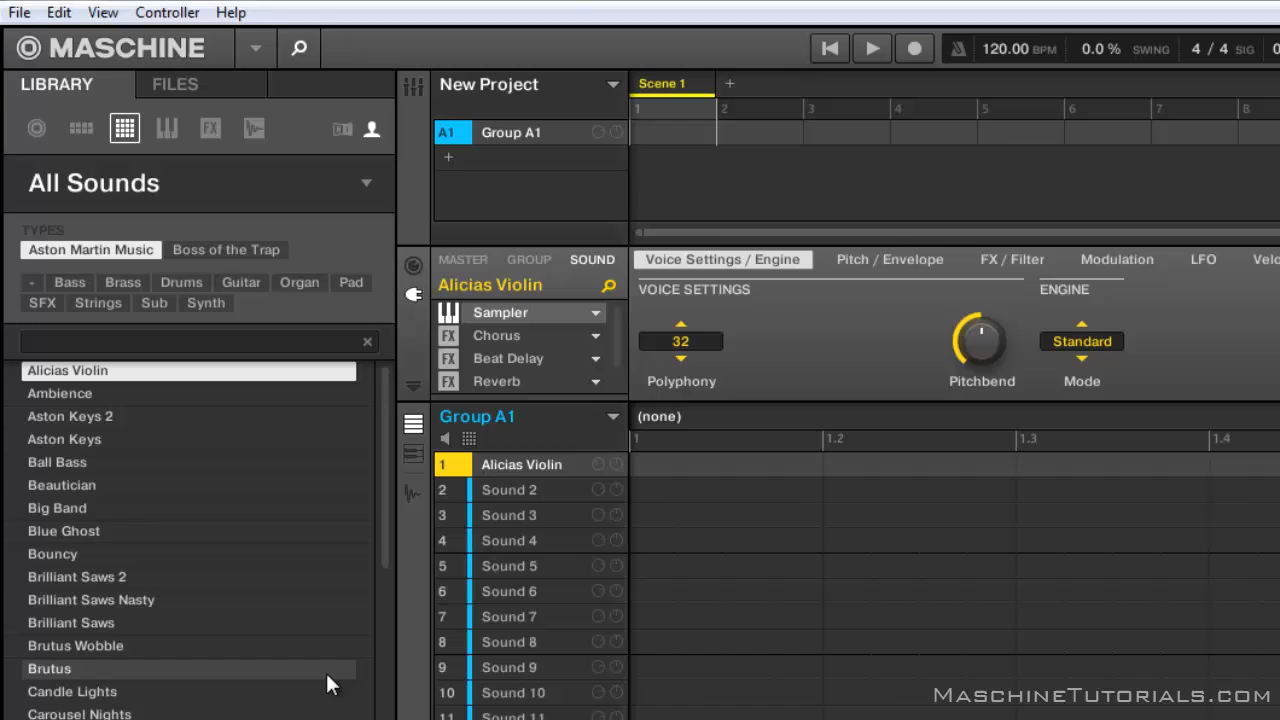 File Edit View Controller Help
MASCHINE
120.00 BPM 0.0 % SWING 4 / 4 SIG
LIBRARY FILES
New Project
Scene 1 +
1 2 3 4 5 6 7 8
A1 Group A1
+
All Sounds
TYPES
Aston Martin Music Boss of the Trap
- Bass Brass Drums Guitar Organ Pad
SFX Strings Sub Synth
MASTER GROUP SOUND
Alicias Violin
Sampler
FX Chorus
FX Beat Delay
FX Reverb
Voice Settings / Engine Pitch / Envelope FX / Filter Modulation LFO Velo
VOICE SETTINGS ENGINE
32 Standard
Polyphony Pitchbend Mode
Alicias Violin
Ambience
Aston Keys 2
Aston Keys
Ball Bass
Beautician
Big Band
Blue Ghost
Bouncy
Brilliant Saws 2
Brilliant Saws Nasty
Brilliant Saws
Brutus Wobble
Brutus
Candle Lights
Carousel Nights
Group A1 (none)
1 1.2 1.3 1.4
1 Alicias Violin
2 Sound 2
3 Sound 3
4 Sound 4
5 Sound 5
6 Sound 6
7 Sound 7
8 Sound 8
9 Sound 9
10 Sound 10
11 Sound 11
MASCHINETUTORIALS.COM